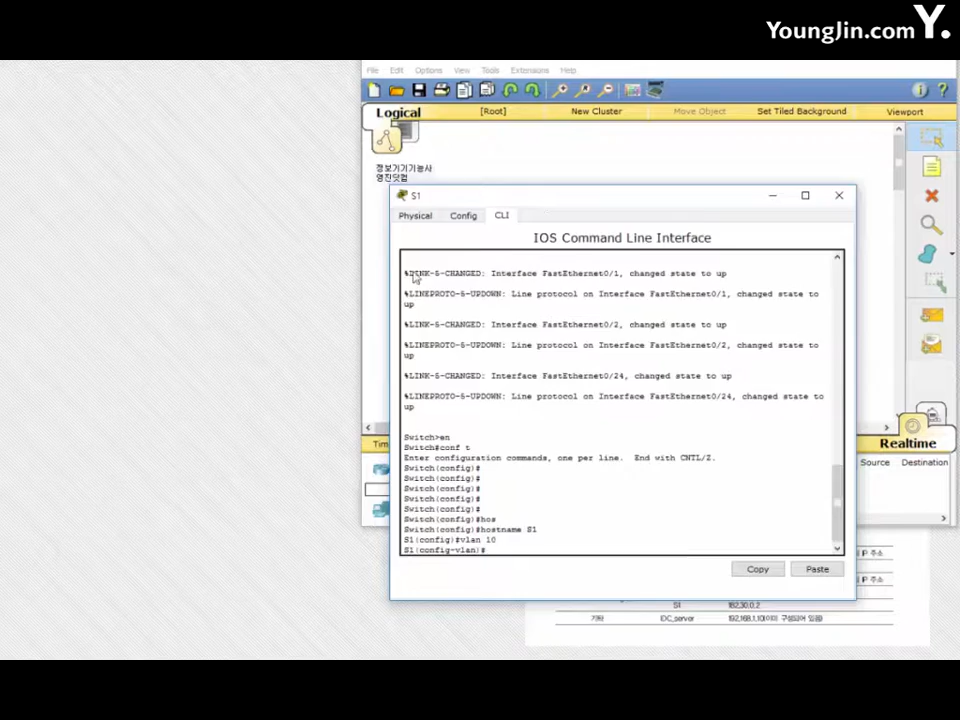 YoungJin.com Y.
File Edit Options View Tools Extensions Help
Logical [Root] New Cluster Move Object Set Tiled Background Viewport
정보기기기능사
영진닷컴
S1
Physical Config CLI
IOS Command Line Interface
%LINK-5-CHANGED: Interface FastEthernet0/1, changed state to up
%LINEPROTO-5-UPDOWN: Line protocol on Interface FastEthernet0/1, changed state to
up
%LINK-5-CHANGED: Interface FastEthernet0/2, changed state to up
%LINEPROTO-5-UPDOWN: Line protocol on Interface FastEthernet0/2, changed state to
up
%LINK-5-CHANGED: Interface FastEthernet0/24, changed state to up
%LINEPROTO-5-UPDOWN: Line protocol on Interface FastEthernet0/24, changed state to
up
Switch>en
Switch#conf t
Enter configuration commands, one per line. End with CNTL/Z.
Switch(config)#
Switch(config)#
Switch(config)#
Switch(config)#
Switch(config)#
Switch(config)#hos
Switch(config)#hostname S1
S1(config)#vlan 10
S1(config-vlan)#
Copy Paste
Tim
Realtime
Source Destination
IP 주소
IP 주소
S1 182.30.0.2
기타 IDC_server 192.168.1.10(이미 구성되어 있음)